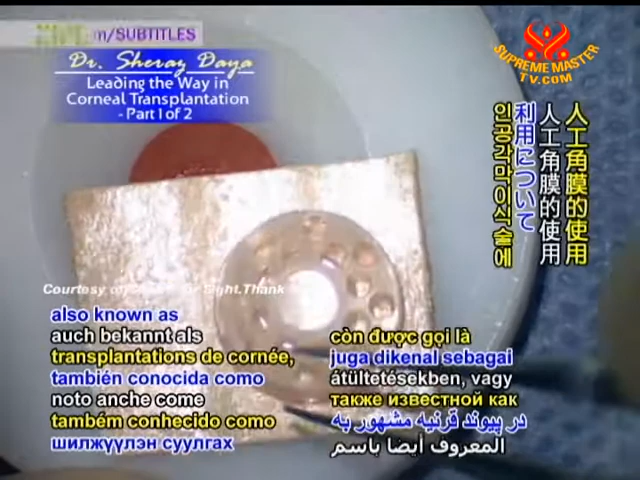 /SUBTITLES
Dr. Sheray Daya
Leading the Way in
Corneal Transplantation
- Part 1 of 2
SUPREME MASTER
TV.COM
人工角膜的使用
人工角膜的使用
利用について
인공각막이식술에
Courtesy of Sight.Thank
also known as
auch bekannt als
transplantations de cornée,
también conocida como
noto anche come
também conhecido como
шилжүүлэн суулгах
còn được gọi là
juga dikenal sebagai
átültetésekben, vagy
также известной как
در پیوند قرنیه مشهور به
المعروف أيضا باسم